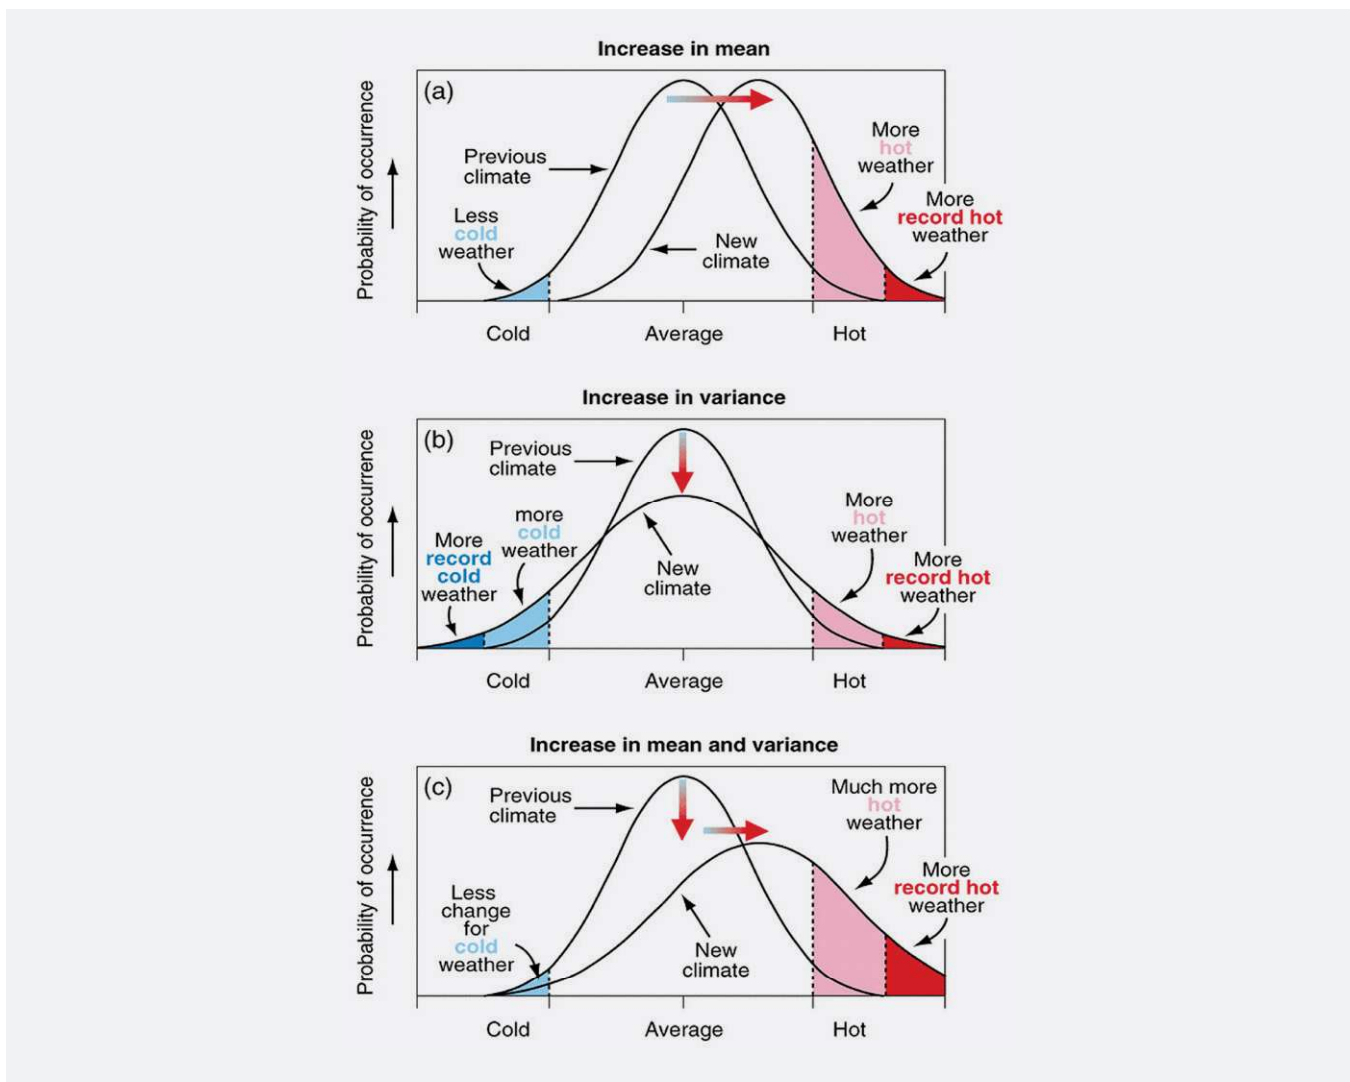 Increase in mean
(a)
Probability of occurrence
Previous
climate
Less
cold
weather
New
climate
More
hot
weather
More
record hot
weather
Cold
Average
Hot
Increase in variance
(b)
Probability of occurrence
Previous
climate
more
cold
weather
More
record
cold
weather
New
climate
More
hot
weather
More
record hot
weather
Cold
Average
Hot
Increase in mean and variance
(c)
Probability of occurrence
Previous
climate
Less
change
for
cold
weather
New
climate
Much more
hot
weather
More
record hot
weather
Cold
Average
Hot